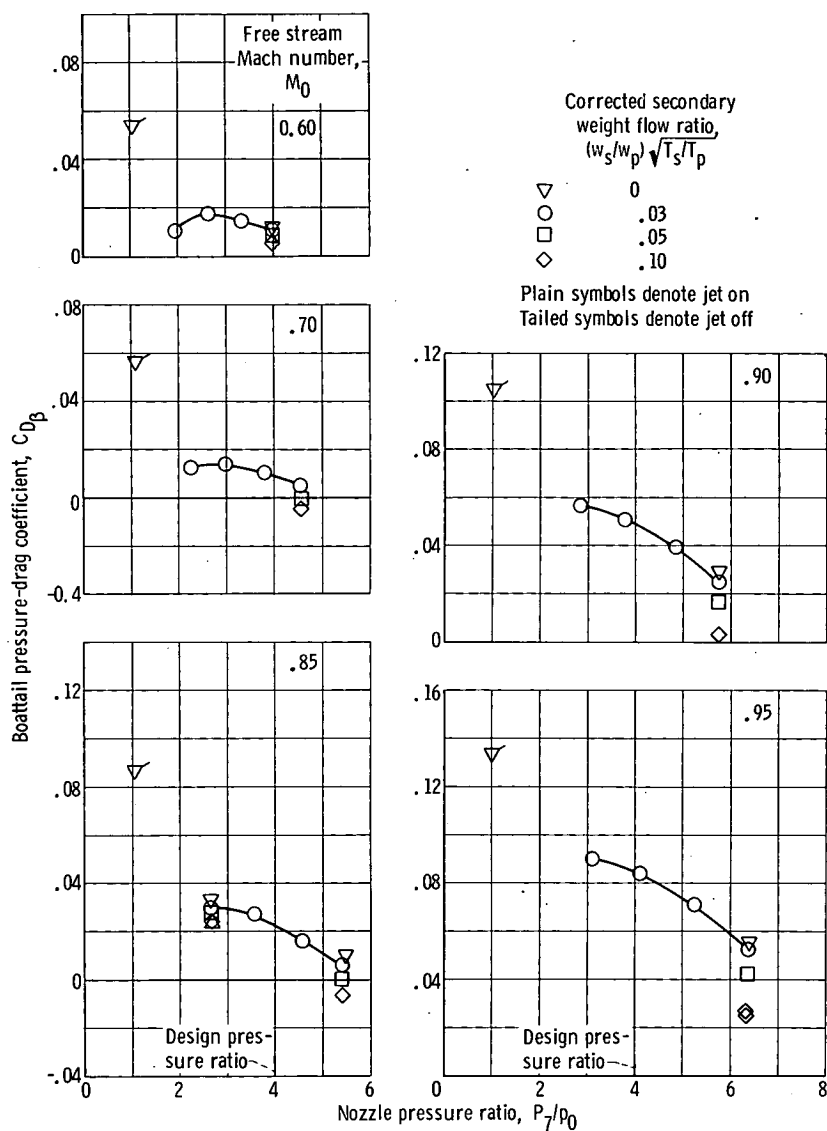 Free stream
Mach number,
M0
.08
.04
0
0.60
Corrected secondary
weight flow ratio,
(ws/wp) √Ts/Tp
▽ 0
○ .03
□ .05
◇ .10
Plain symbols denote jet on
Tailed symbols denote jet off
.08
.04
0
-0.4
.70
0.12
.08
.04
0
.90
Boattail pressure-drag coefficient, CDβ
.12
.08
.04
0
-.04
.85
Design pres-
sure ratio
0 2 4 6
.16
.12
.08
.04
0
.95
Design pres-
sure ratio
0 2 4 6 8
Nozzle pressure ratio, P7/p0